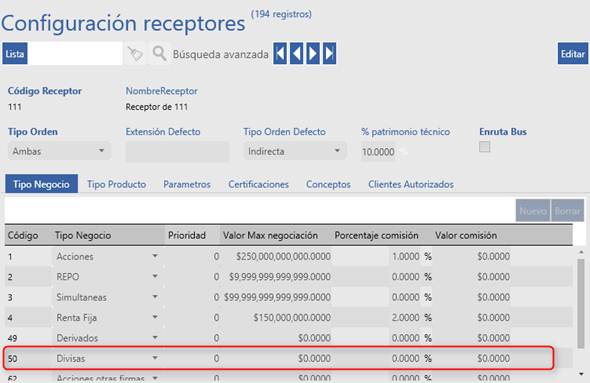 Configuración receptores (194 registros)
Lista Búsqueda avanzada Editar
Código Receptor NombreReceptor
111 Receptor de 111
Tipo Orden Extensión Defecto Tipo Orden Defecto % patrimonio técnico Enruta Bus
Ambas Indirecta 10.0000 %
Tipo Negocio Tipo Producto Parametros Certificaciones Conceptos Clientes Autorizados
Nuevo Borrar
Código Tipo Negocio Prioridad Valor Max negociación Porcentaje comisión Valor comisión
1 Acciones 0 $250,000,000,000.0000 1.0000 % $0.0000
2 REPO 0 $9,999,999,999,999.0000 0.0000 % $0.0000
3 Simultaneas 0 $99,999,999,999,999.0000 0.0000 % $0.0000
4 Renta Fija 0 $150,000,000.0000 2.0000 % $0.0000
49 Derivados 0 $0.0000 0.0000 % $0.0000
50 Divisas 0 $0.0000 0.0000 % $0.0000
62 Acciones otras firmas 0 $0.0000 0.0000 % $0.0000